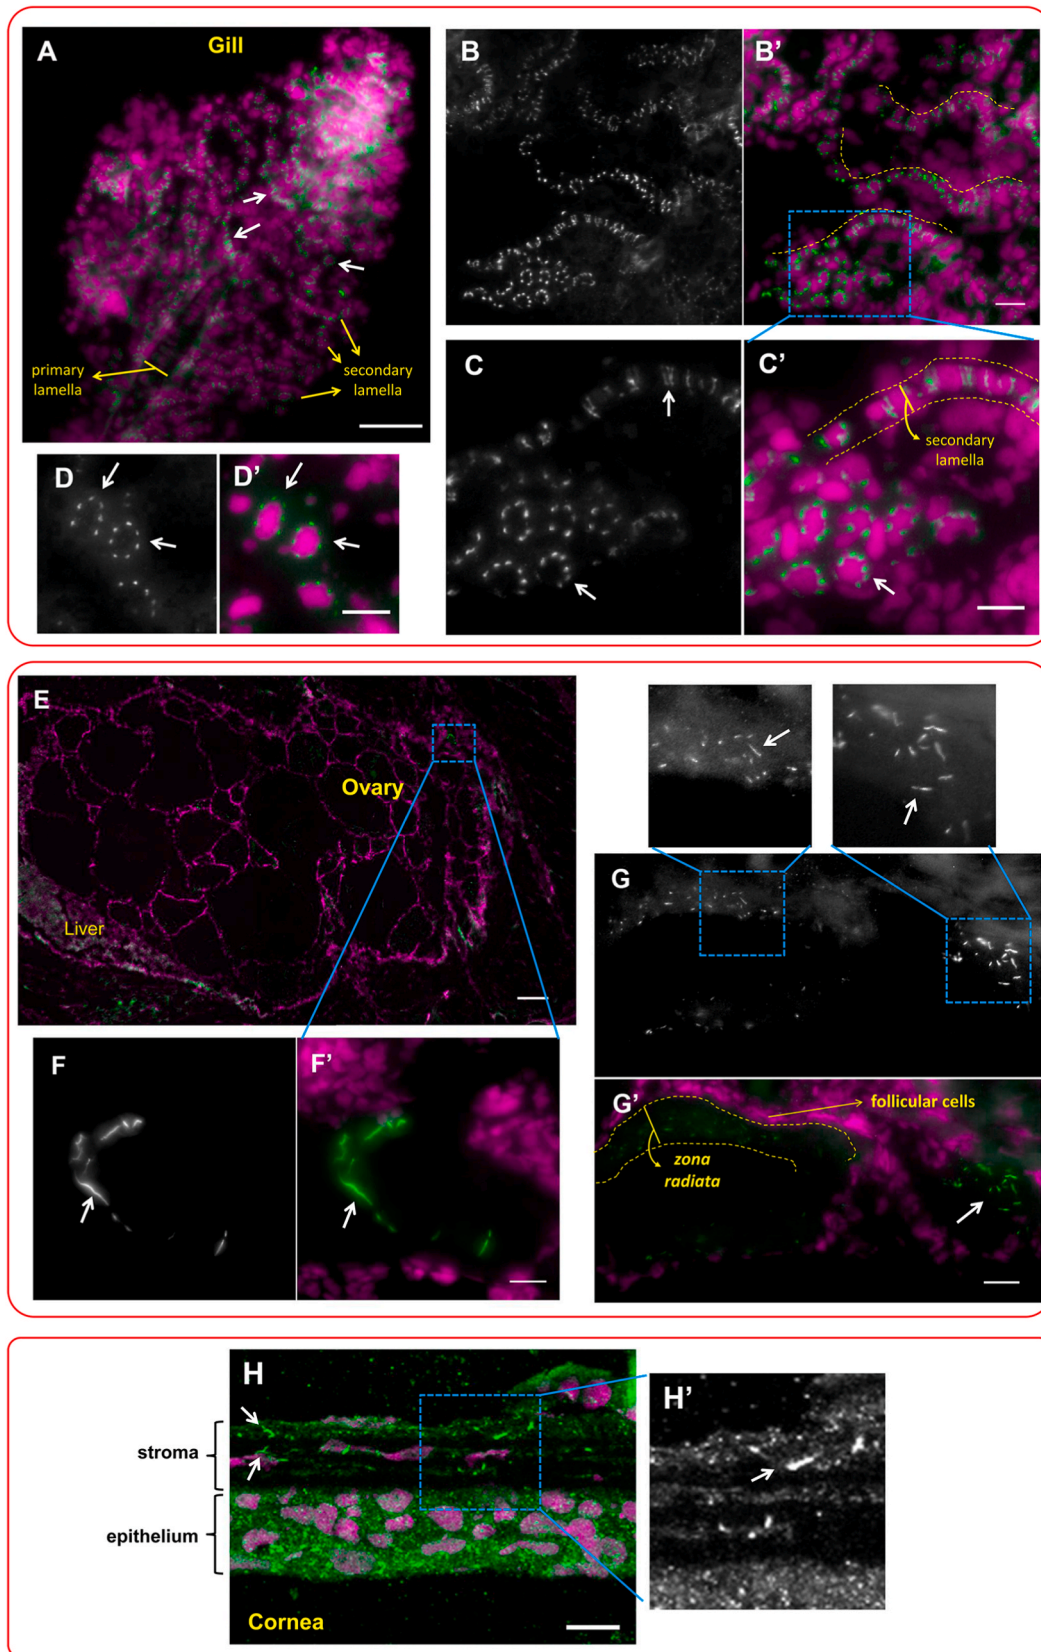 A
Gill
primary
lamella
secondary
lamella
B
B’
C
C’
secondary
lamella
D
D’
E
Ovary
Liver
F
F’
G
G’
follicular cells
zona
radiata
H
H’
stroma
epithelium
Cornea